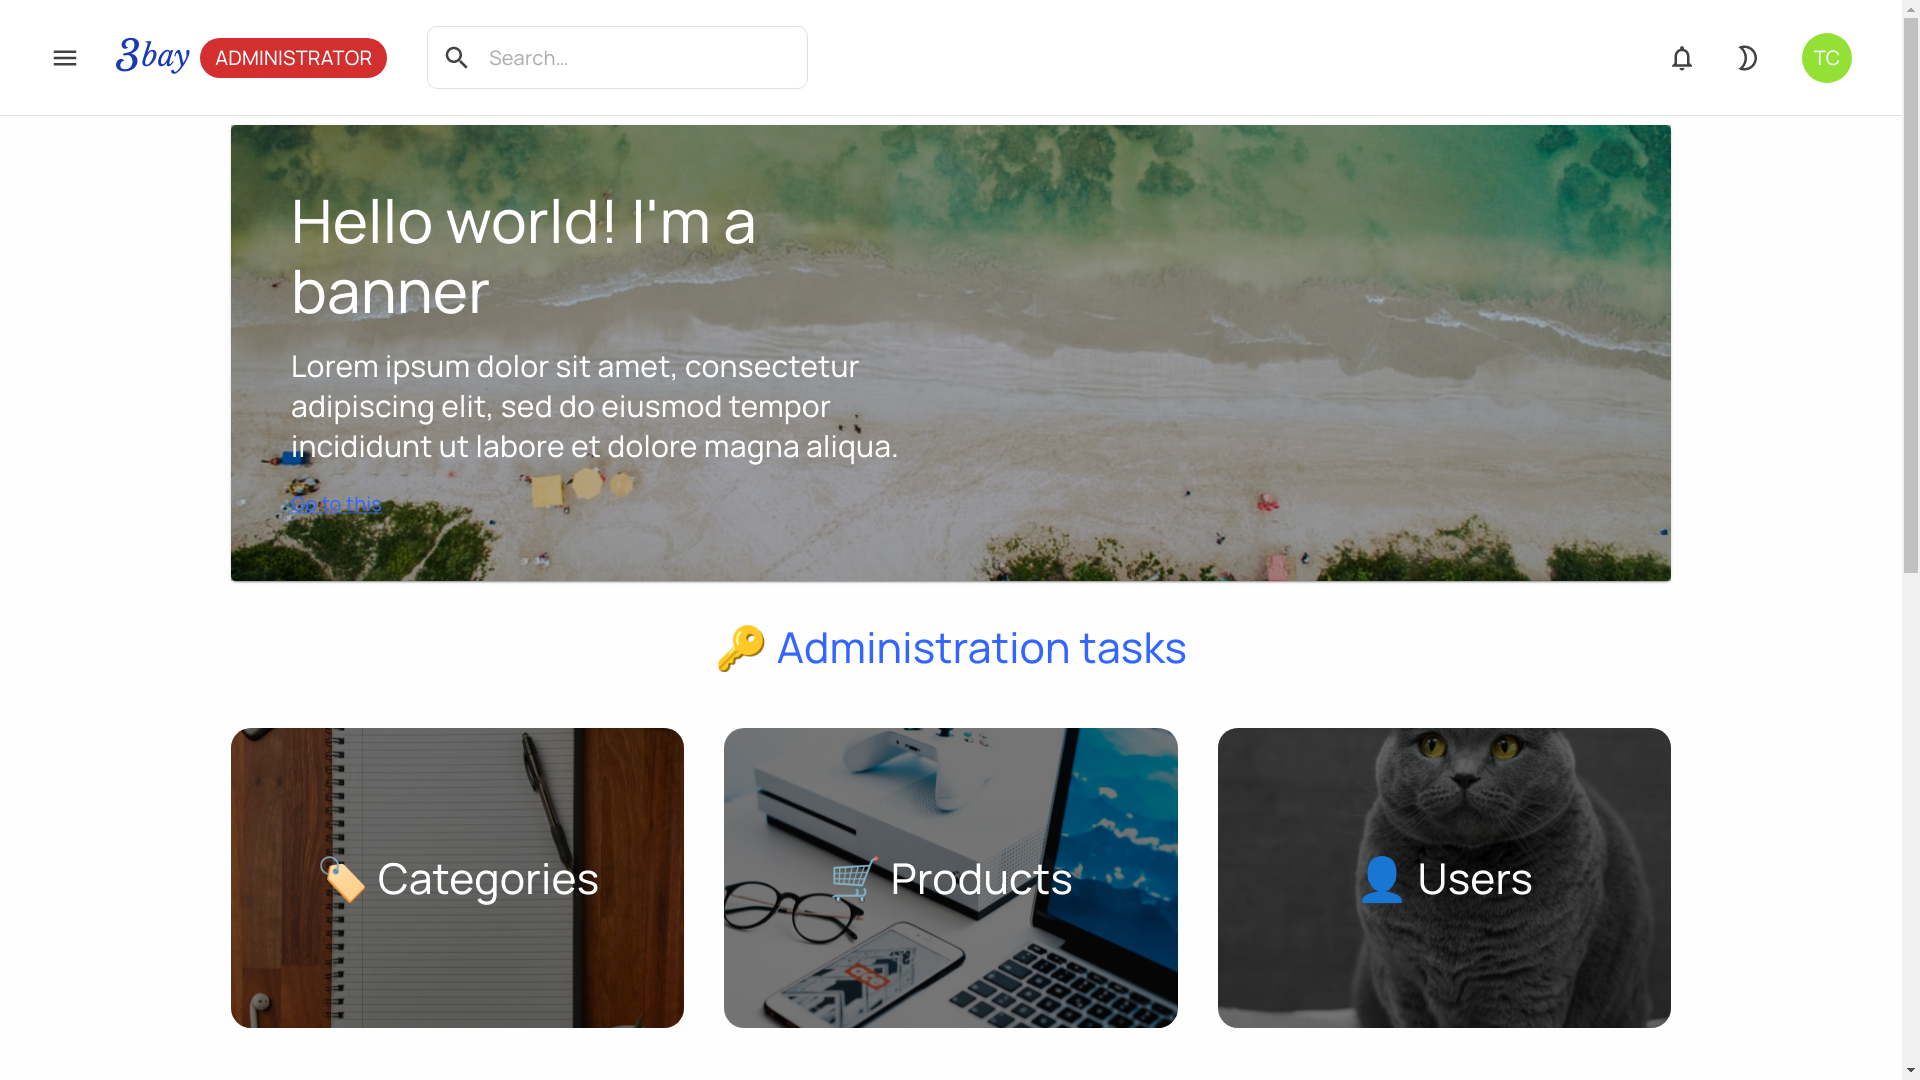 3bay ADMINISTRATOR Search... TC
Hello world! I'm a
banner
Lorem ipsum dolor sit amet, consectetur
adipiscing elit, sed do eiusmod tempor
incididunt ut labore et dolore magna aliqua.
Go to this
🔑 Administration tasks
🏷️ Categories
🛒 Products
👤 Users